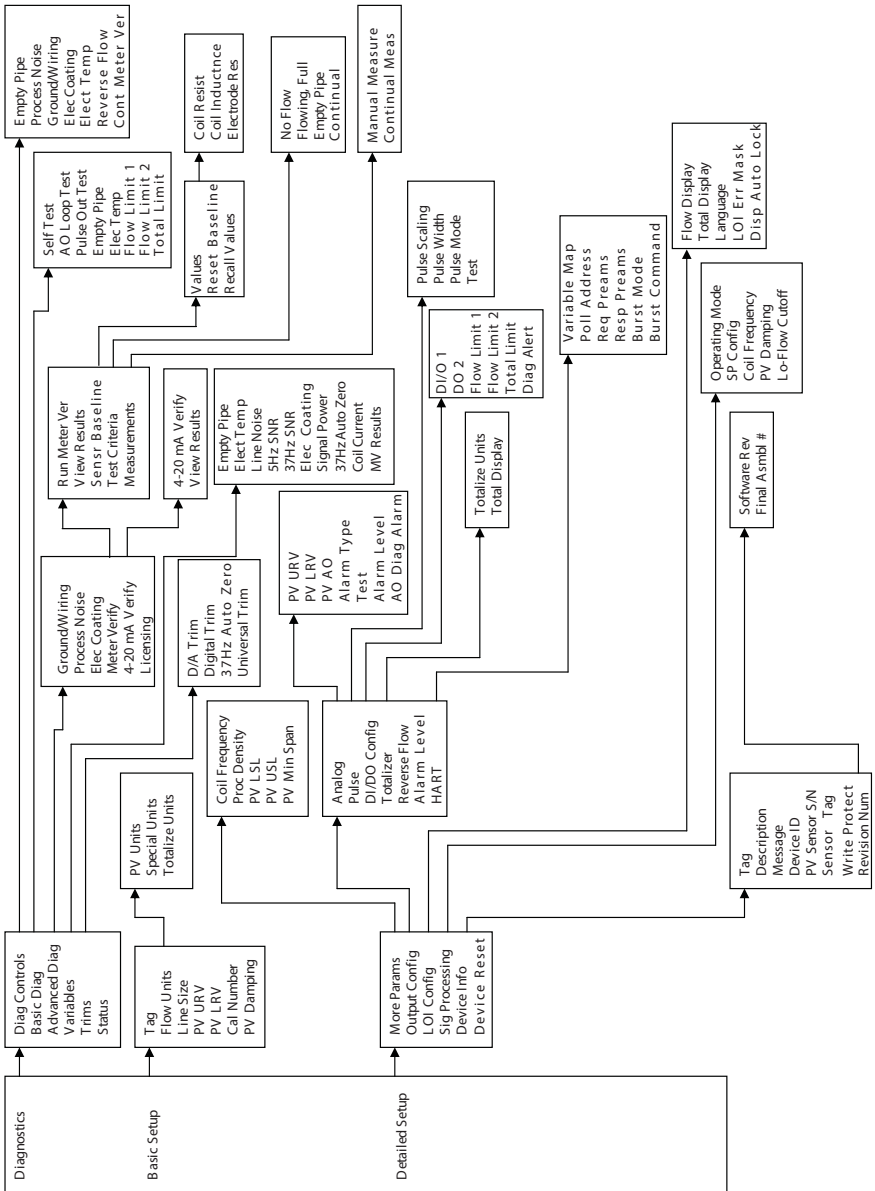 Diagnostics
Basic Setup
Detailed Setup
Diag Controls
Basic Diag
Advanced Diag
Variables
Trims
Status
Tag
Flow Units
Line Size
PV URV
PV LRV
Cal Number
PV Damping
More Params
Output Config
LOI Config
Sig Processing
Device Info
Device Reset
PV Units
Special Units
Totalize Units
Coil Frequency
Proc Density
PV LSL
PV USL
PV Min Span
Analog
Pulse
DI/DO Config
Totalizer
Reverse Flow
Alarm Level
HART
Tag
Description
Message
Device ID
PV Sensor S/N
Sensor Tag
Write Protect
Revision Num
Ground/Wiring
Process Noise
Elec Coating
Meter Verify
4-20 mA Verify
Licensing
D/A Trim
Digital Trim
37Hz Auto Zero
Universal Trim
Run Meter Ver
View Results
Sensr Baseline
Test Criteria
Measurements
4-20 mA Verify
View Results
Empty Pipe
Elect Temp
Line Noise
5Hz SNR
37Hz SNR
Elec Coating
Signal Power
37Hz Auto Zero
Coil Current
MV Results
PV URV
PV LRV
PV AO
Alarm Type
Test
Alarm Level
AO Diag Alarm
Self Test
AO Loop Test
Pulse Out Test
Empty Pipe
Elec Temp
Flow Limit 1
Flow Limit 2
Total Limit
Values
Reset Baseline
Recall Values
Empty Pipe
Process Noise
Ground/Wiring
Elec Coating
Elect Temp
Reverse Flow
Cont Meter Ver
Coil Resist
Coil Inductnce
Electrode Res
No Flow
Flowing, Full
Empty Pipe
Continual
Manual Measure
Continual Meas
Pulse Scaling
Pulse Width
Pulse Mode
Test
DI/O 1
DO 2
Flow Limit 1
Flow Limit 2
Total Limit
Diag Alert
Totalize Units
Total Display
Variable Map
Poll Address
Req Preams
Resp Preams
Burst Mode
Burst Command
Flow Display
Total Display
Language
LOI Err Mask
Disp Auto Lock
Operating Mode
SP Config
Coil Frequency
PV Damping
Lo-Flow Cutoff
Software Rev
Final Asmbl #